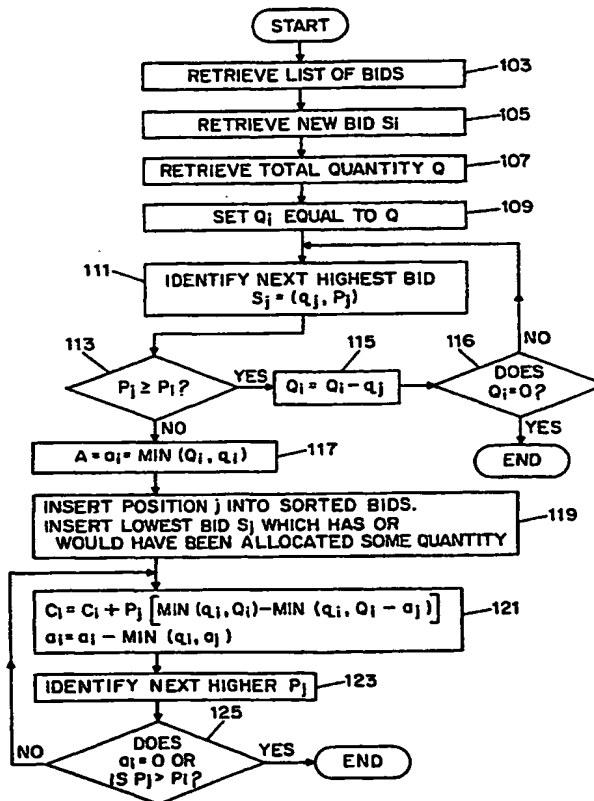 START
RETRIEVE LIST OF BIDS
103
RETRIEVE NEW BID Si
105
RETRIEVE TOTAL QUANTITY Q
107
SET Qi EQUAL TO Q
109
111
IDENTIFY NEXT HIGHEST BID
Sj = (qj, Pj)
113
Pj ≥ Pi?
YES
NO
115
Qi = Qi - qj
116
DOES
Qi=0?
NO
YES
END
A = ai = MIN (Qi, qi)
117
INSERT POSITION j INTO SORTED BIDS.
INSERT LOWEST BID Sj WHICH HAS OR
WOULD HAVE BEEN ALLOCATED SOME QUANTITY
119
Ci = Ci + Pj [MIN (qi, Qi) - MIN (qi, Qi - aj)]
ai = ai - MIN (qi, aj)
121
IDENTIFY NEXT HIGHER Pj
123
125
DOES
ai = 0 OR
IS Pj > Pi?
NO
YES
END